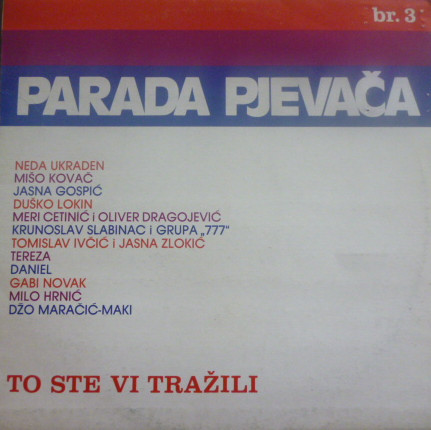 br. 3
PARADA PJEVAČA
NEDA UKRADEN
MIŠO KOVAČ
JASNA GOSPIĆ
DUŠKO LOKIN
MERI CETINIĆ i OLIVER DRAGOJEVIĆ
KRUNOSLAV SLABINAC i GRUPA „777"
TOMISLAV IVČIĆ i JASNA ZLOKIĆ
TEREZA
DANIEL
GABI NOVAK
MILO HRNIĆ
DŽO MARAČIĆ-MAKI
TO STE VI TRAŽILI